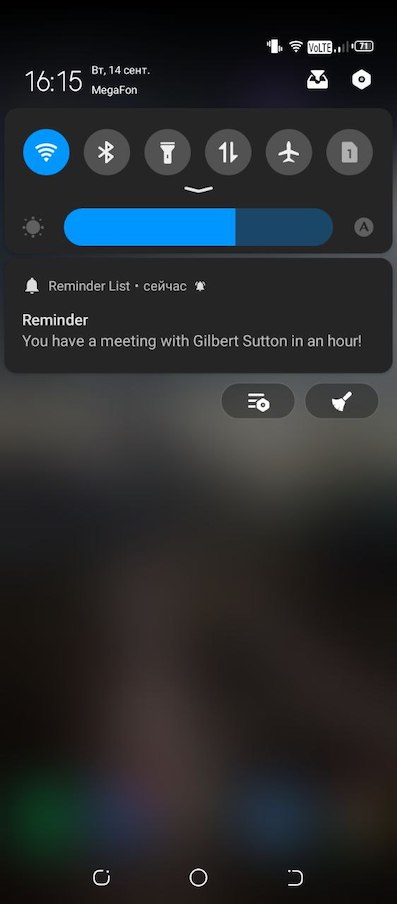 VoLTE 71
16:15
Вт, 14 сент.
MegaFon
1
A
Reminder List • сейчас
Reminder
You have a meeting with Gilbert Sutton in an hour!